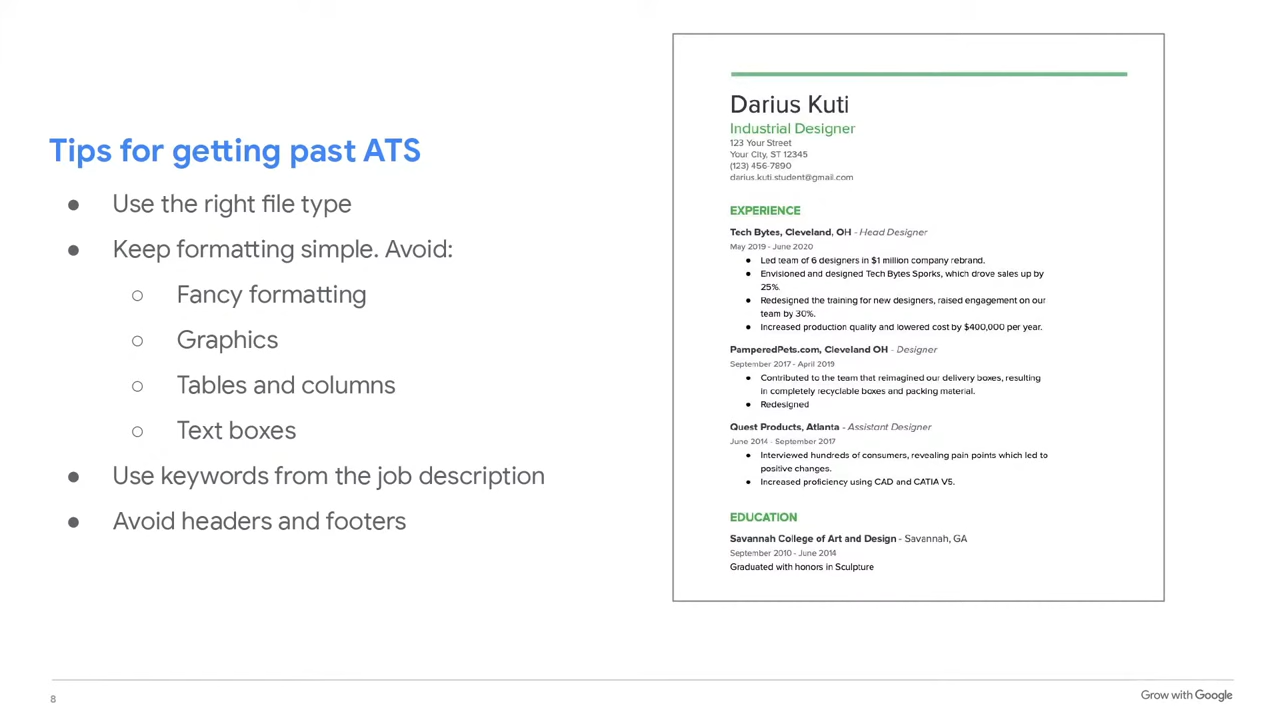 Tips for getting past ATS
● Use the right file type
● Keep formatting simple. Avoid:
○ Fancy formatting
○ Graphics
○ Tables and columns
○ Text boxes
● Use keywords from the job description
● Avoid headers and footers
Darius Kuti
Industrial Designer
123 Your Street
Your City, ST 12345
(123) 456-7890
darius.kuti.student@gmail.com
EXPERIENCE
Tech Bytes, Cleveland, OH - Head Designer
May 2019 - June 2020
● Led team of 6 designers in $1 million company rebrand.
● Envisioned and designed Tech Bytes Sporks, which drove sales up by
25%.
● Redesigned the training for new designers, raised engagement on our
team by 30%.
● Increased production quality and lowered cost by $400,000 per year.
PamperedPets.com, Cleveland OH - Designer
September 2017 - April 2019
● Contributed to the team that reimagined our delivery boxes, resulting
in completely recyclable boxes and packing material.
● Redesigned
Quest Products, Atlanta - Assistant Designer
June 2014 - September 2017
● Interviewed hundreds of consumers, revealing pain points which led to
positive changes.
● Increased proficiency using CAD and CATIA V5.
EDUCATION
Savannah College of Art and Design - Savannah, GA
September 2010 - June 2014
Graduated with honors in Sculpture
8
Grow with Google